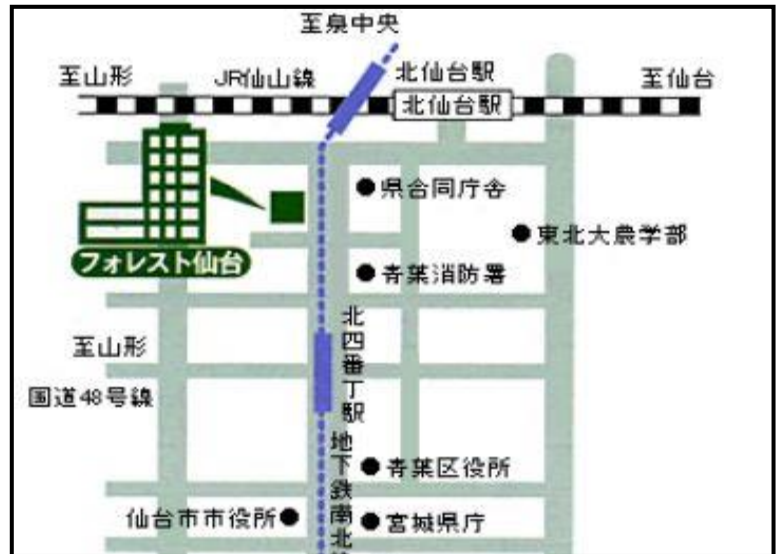 至泉中央
至山形
JR仙山線
北仙台駅
至仙台
北仙台駅
県合同庁舎
東北大農学部
フォレスト仙台
青葉消防署
至山形
北四番丁駅
国道48号線
地下鉄南北
青葉区役所
仙台市市役所
宮城県庁